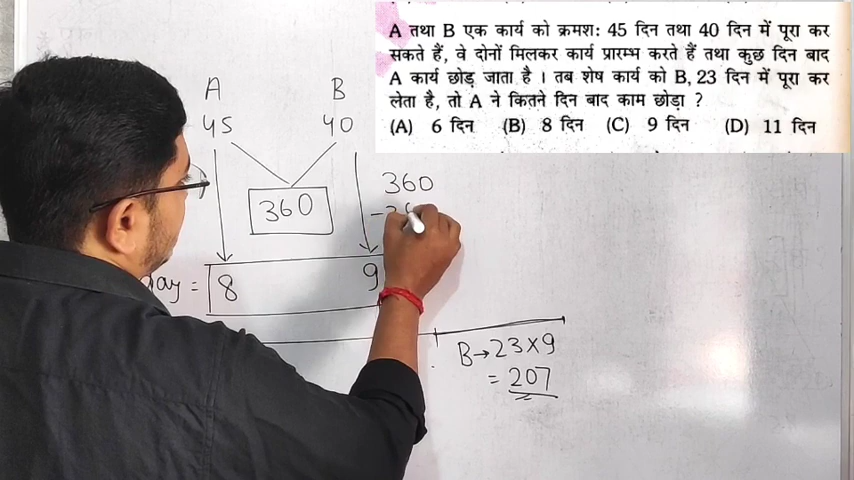 A तथा B एक कार्य को क्रमश: 45 दिन तथा 40 दिन में पूरा कर
सकते हैं, वे दोनों मिलकर कार्य प्रारम्भ करते हैं तथा कुछ दिन बाद
A कार्य छोड़ जाता है । तब शेष कार्य को B, 23 दिन में पूरा कर
लेता है, तो A ने कितने दिन बाद काम छोड़ा ?
(A) 6 दिन (B) 8 दिन (C) 9 दिन (D) 11 दिन
A B
45 40
360
360
8 9
B→23×9
= 207